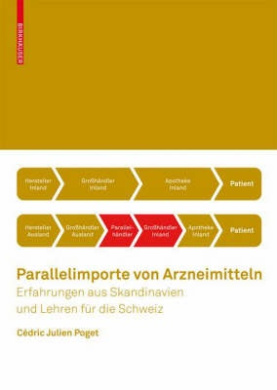 BIRKHAUSER
Hersteller Großhändler Apotheke Patient
Inland Inland Inland
Hersteller Großhändler Parallel- Großhändler Apotheke Patient
Ausland Ausland händler Inland Inland
Parallelimporte von Arzneimitteln
Erfahrungen aus Skandinavien
und Lehren für die Schweiz
Cédric Julien Poget